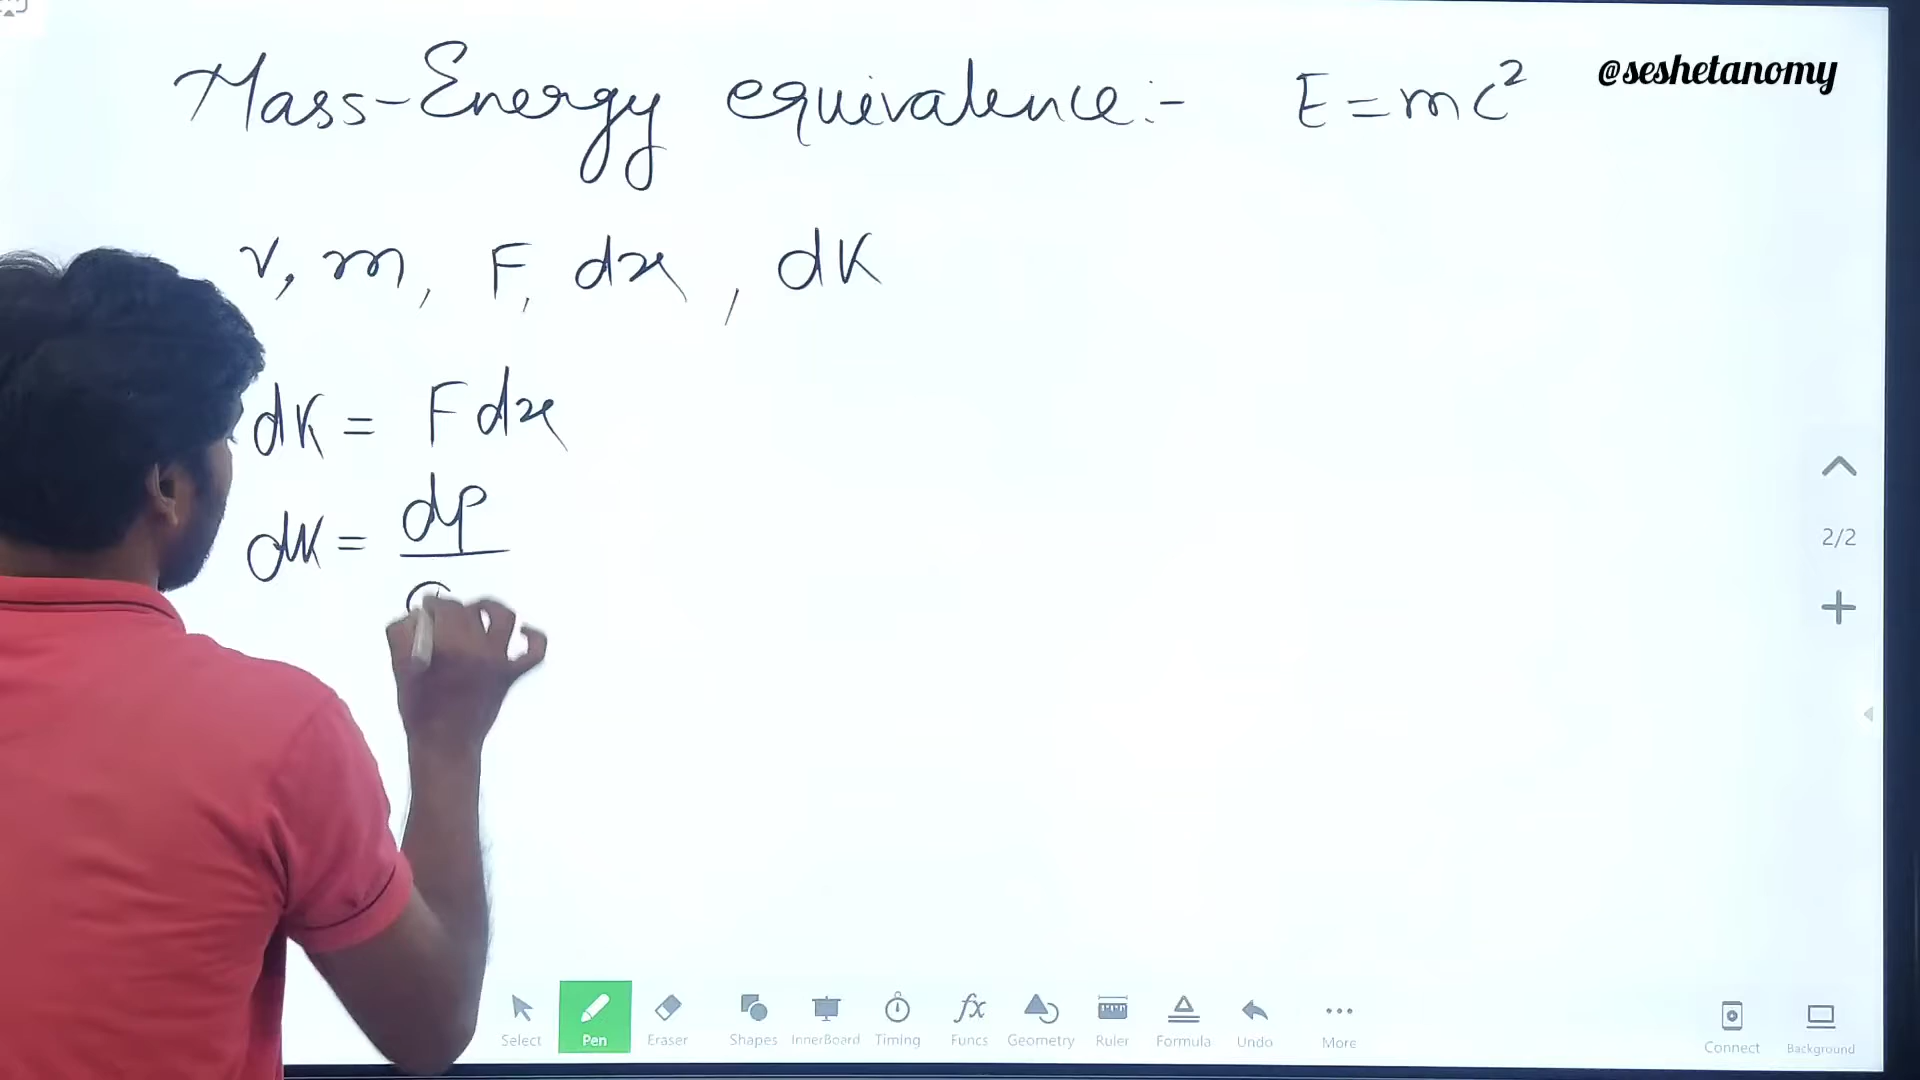 Mass-Energy equivalence:- E=mc²
@seshetanomy
v, m, F, dx, dK
dK = Fdx
dK = dp
2/2
Select Pen Eraser Shapes InnerBoard Timing Funcs Geometry Ruler Formula Undo More
Connect Background